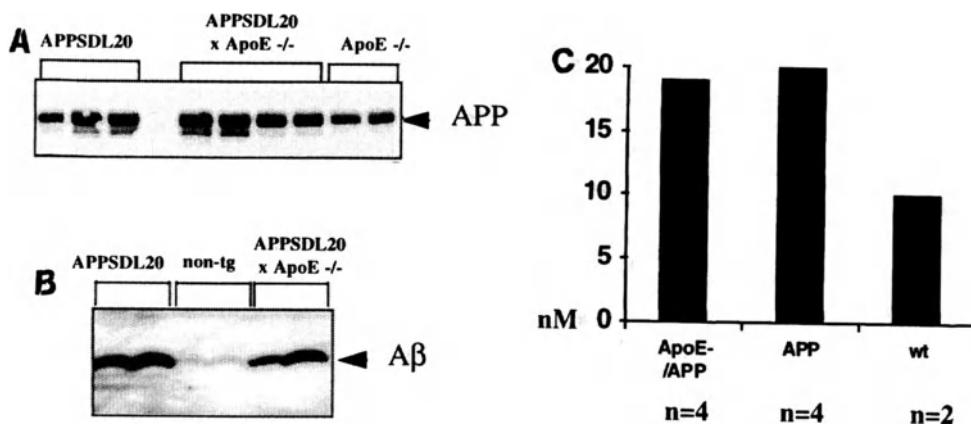 A
APPSDL20
APPSDL20
x ApoE -/-
ApoE -/-
APP
B
APPSDL20
non-tg
APPSDL20
x ApoE -/-
Aβ
C
20
15
10
5
nM 0
ApoE-
/APP
APP
wt
n=4
n=4
n=2